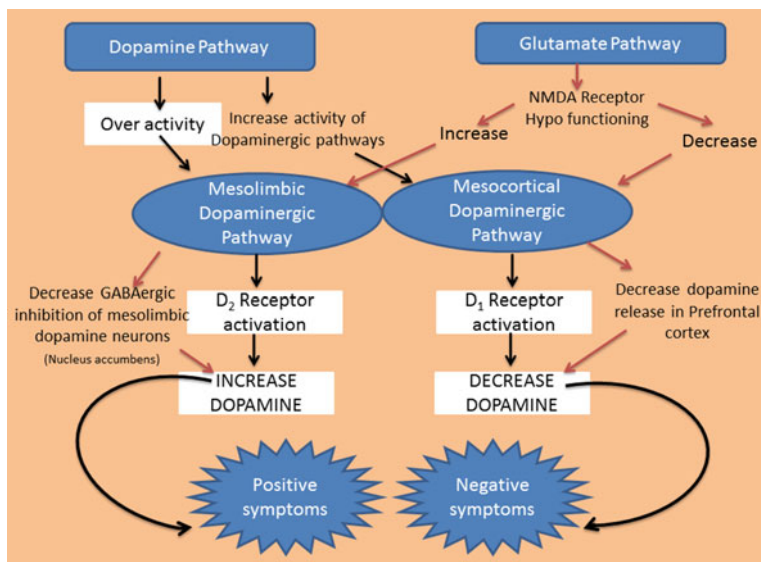 Dopamine Pathway
Glutamate Pathway
Over activity
Increase activity of
Dopaminergic pathways
NMDA Receptor
Hypo functioning
Increase
Decrease
Mesolimbic
Dopaminergic
Pathway
Mesocortical
Dopaminergic
Pathway
Decrease GABAergic
inhibition of mesolimbic
dopamine neurons
(Nucleus accumbens)
D₂ Receptor
activation
D₁ Receptor
activation
Decrease dopamine
release in Prefrontal
cortex
INCREASE
DOPAMINE
DECREASE
DOPAMINE
Positive
symptoms
Negative
symptoms